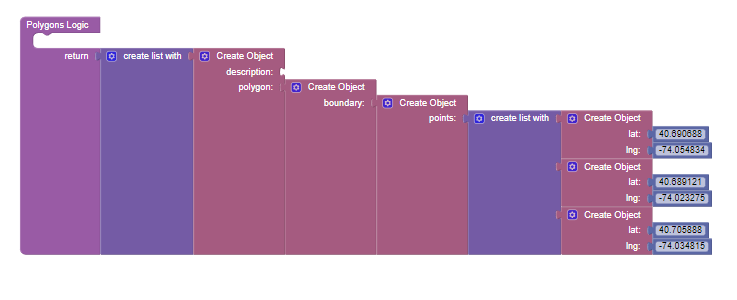 Polygons Logic
return create list with Create Object
description:
polygon: Create Object
boundary: Create Object
points: create list with Create Object
lat: 40.690688
lng: -74.054834
Create Object
lat: 40.689121
lng: -74.023275
Create Object
lat: 40.705888
lng: -74.034815